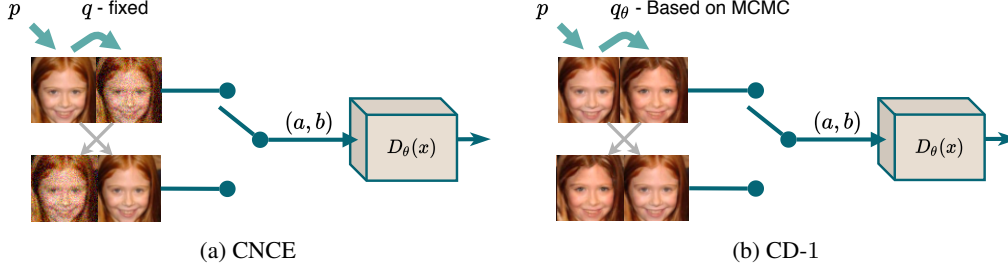 p
q - fixed
(a, b)
D_θ(x)
(a) CNCE
p
q_θ - Based on MCMC
(a, b)
D_θ(x)
(b) CD-1